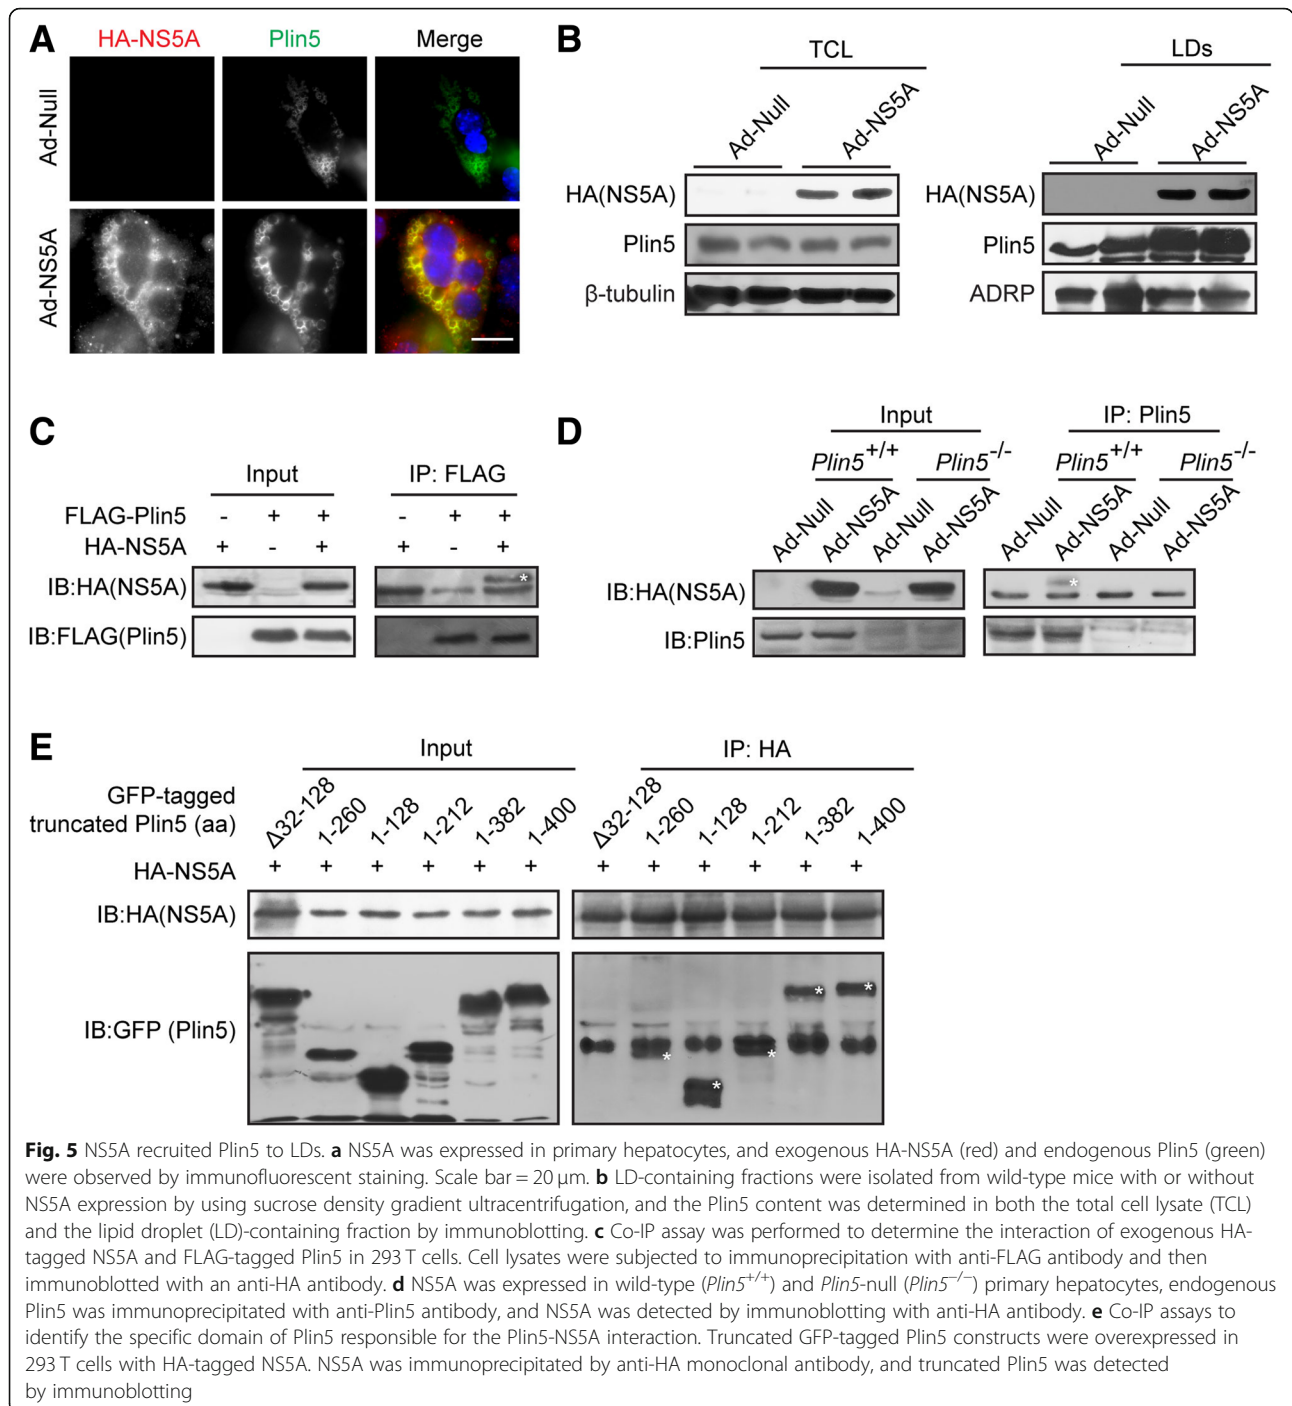 A
HA-NS5A Plin5 Merge
Ad-Null
Ad-NS5A
B
TCL LDs
Ad-Null Ad-NS5A Ad-Null Ad-NS5A
HA(NS5A) HA(NS5A)
Plin5 Plin5
β-tubulin ADRP
C
Input IP: FLAG
FLAG-Plin5 - + + - + +
HA-NS5A + - + + - +
IB:HA(NS5A) *
IB:FLAG(Plin5)
D
Input IP: Plin5
Plin5+/+ Plin5-/- Plin5+/+ Plin5-/-
Ad-Null Ad-NS5A Ad-Null Ad-NS5A Ad-Null Ad-NS5A Ad-Null Ad-NS5A
IB:HA(NS5A) *
IB:Plin5
E
Input IP: HA
GFP-tagged
truncated Plin5 (aa) Δ32-128 1-260 1-128 1-212 1-382 1-400 Δ32-128 1-260 1-128 1-212 1-382 1-400
HA-NS5A + + + + + + + + + + + +
IB:HA(NS5A)
IB:GFP (Plin5) * * * * *
Fig. 5 NS5A recruited Plin5 to LDs. a NS5A was expressed in primary hepatocytes, and exogenous HA-NS5A (red) and endogenous Plin5 (green)
were observed by immunofluorescent staining. Scale bar = 20 μm. b LD-containing fractions were isolated from wild-type mice with or without
NS5A expression by using sucrose density gradient ultracentrifugation, and the Plin5 content was determined in both the total cell lysate (TCL)
and the lipid droplet (LD)-containing fraction by immunoblotting. c Co-IP assay was performed to determine the interaction of exogenous HA-
tagged NS5A and FLAG-tagged Plin5 in 293 T cells. Cell lysates were subjected to immunoprecipitation with anti-FLAG antibody and then
immunoblotted with an anti-HA antibody. d NS5A was expressed in wild-type (Plin5+/+) and Plin5-null (Plin5−/−) primary hepatocytes, endogenous
Plin5 was immunoprecipitated with anti-Plin5 antibody, and NS5A was detected by immunoblotting with anti-HA antibody. e Co-IP assays to
identify the specific domain of Plin5 responsible for the Plin5-NS5A interaction. Truncated GFP-tagged Plin5 constructs were overexpressed in
293 T cells with HA-tagged NS5A. NS5A was immunoprecipitated by anti-HA monoclonal antibody, and truncated Plin5 was detected
by immunoblotting